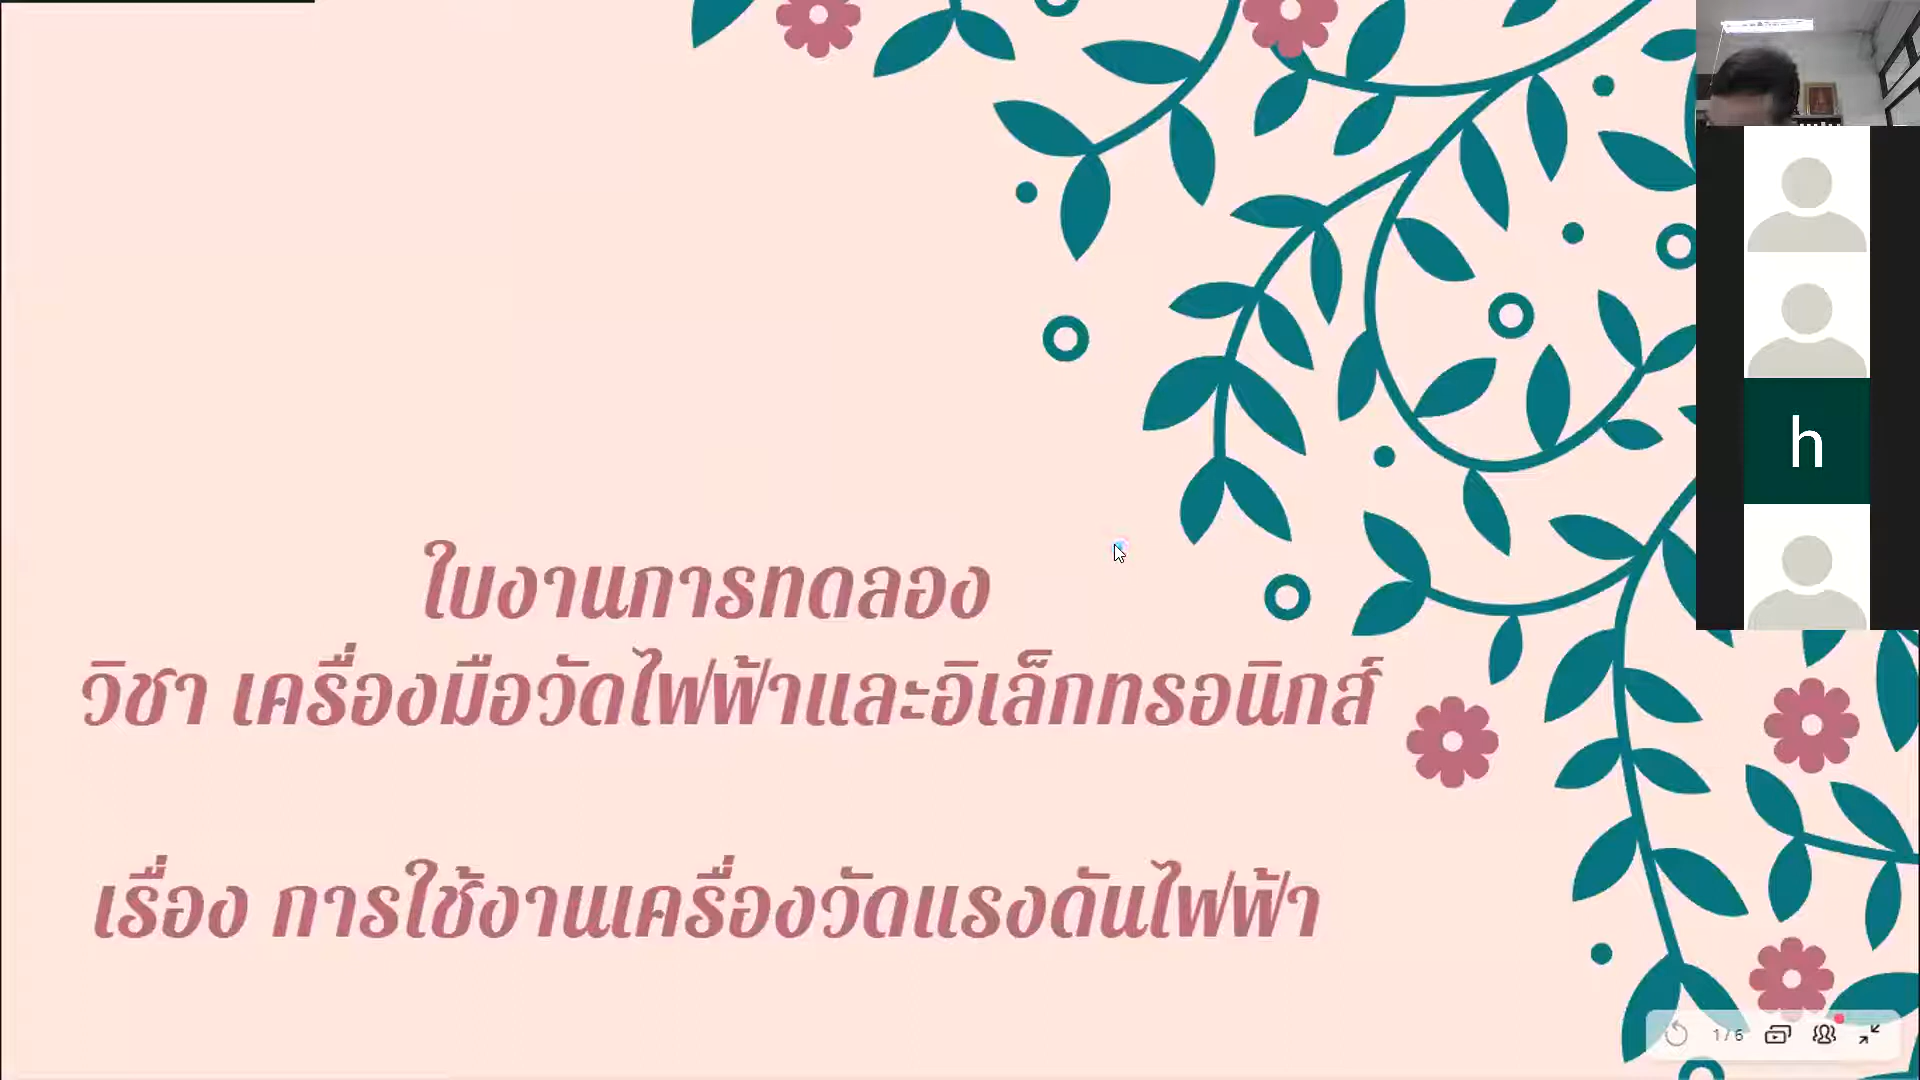 ใบงานการทดลอง
วิชา เครื่องมือวัดไฟฟ้าและอิเล็กทรอนิกส์
เรื่อง การใช้งานเครื่องวัดแรงดันไฟฟ้า
h
1/6